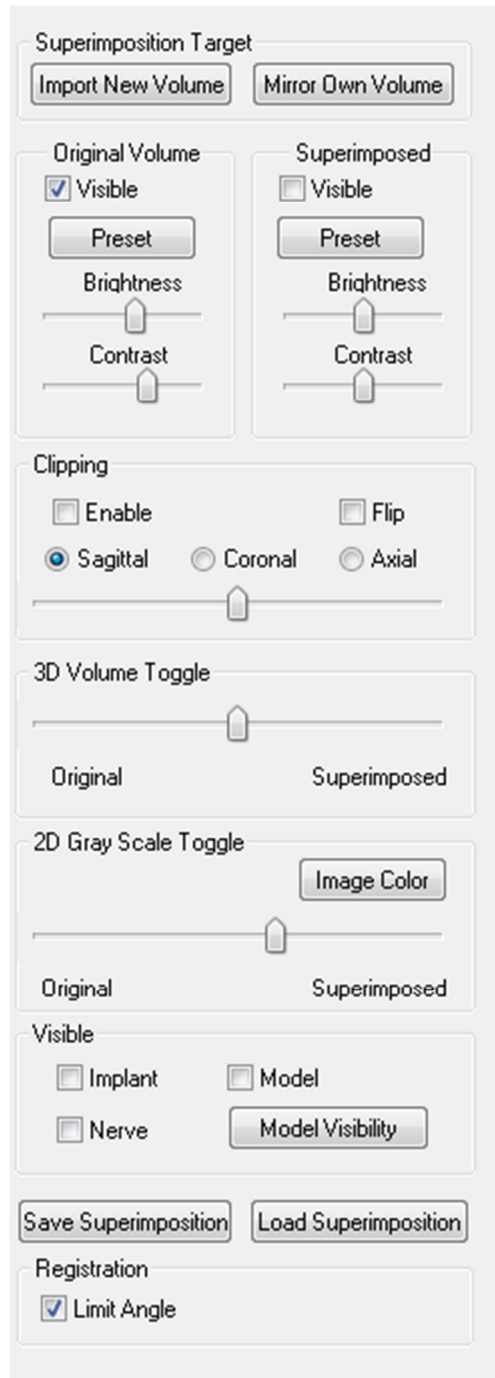 Superimposition Target
Import New Volume Mirror Own Volume
Original Volume Superimposed
Visible Visible
Preset Preset
Brightness Brightness
Contrast Contrast
Clipping
Enable Flip
Sagittal Coronal Axial
3D Volume Toggle
Original Superimposed
2D Gray Scale Toggle
Image Color
Original Superimposed
Visible
Implant Model
Nerve Model Visibility
Save Superimposition Load Superimposition
Registration
Limit Angle